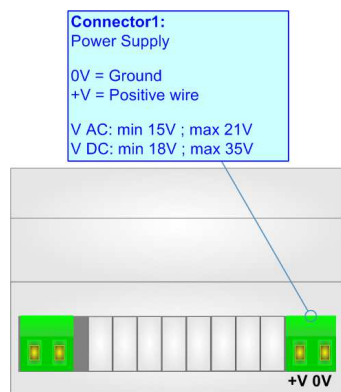 Connector1:
Power Supply
0V = Ground
+V = Positive wire
V AC: min 15V ; max 21V
V DC: min 18V ; max 35V
+V 0V